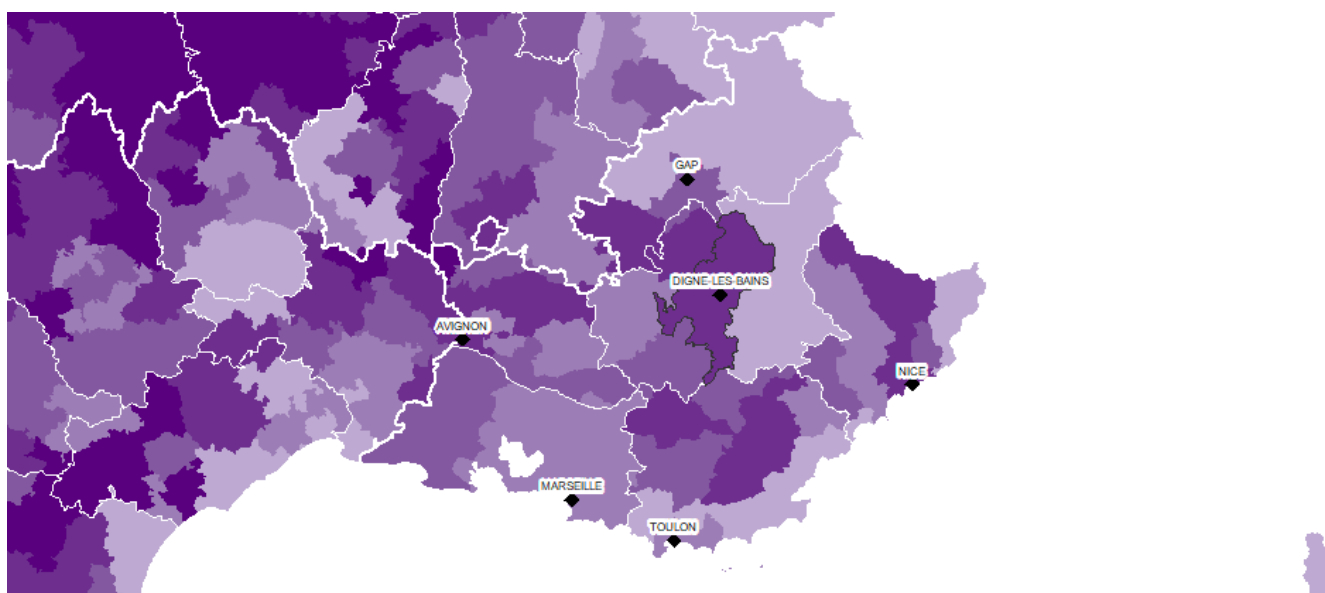 GAP
DIGNE-LES-BAINS
AVIGNON
NICE
MARSEILLE
TOULON